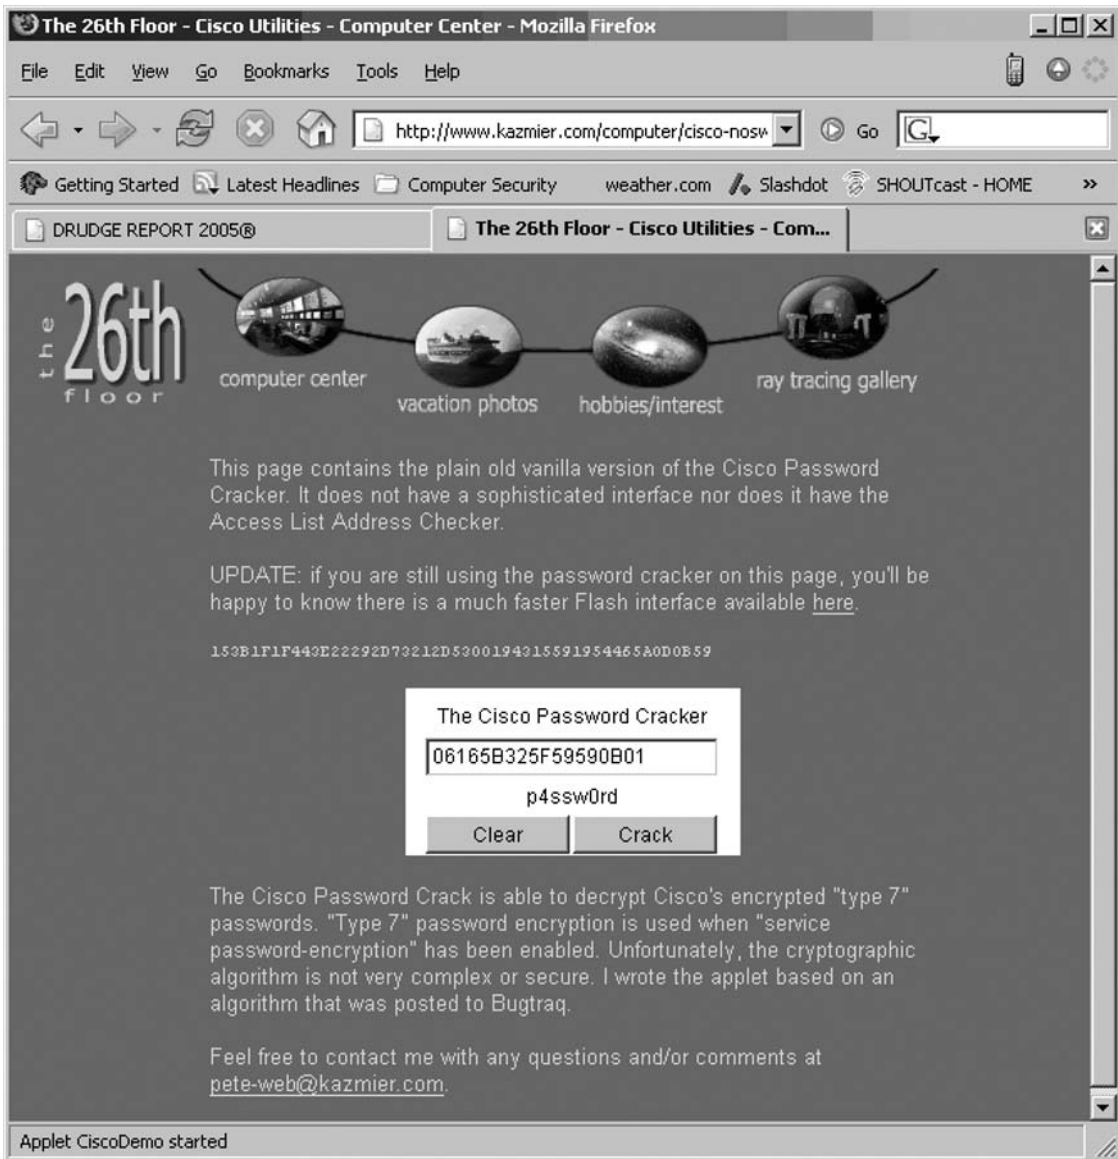 The 26th Floor - Cisco Utilities - Computer Center - Mozilla Firefox
File Edit View Go Bookmarks Tools Help
http://www.kazmier.com/computer/cisco-nosw Go G
Getting Started Latest Headlines Computer Security weather.com Slashdot SHOUTcast - HOME »
DRUDGE REPORT 2005® The 26th Floor - Cisco Utilities - Com...
the 26th floor
computer center vacation photos hobbies/interest ray tracing gallery
This page contains the plain old vanilla version of the Cisco Password
Cracker. It does not have a sophisticated interface nor does it have the
Access List Address Checker.
UPDATE: if you are still using the password cracker on this page, you'll be
happy to know there is a much faster Flash interface available here.
153B1F1F443E22292D73212D5300194315591954465A0D0B59
The Cisco Password Cracker
06165B325F59590B01
p4ssw0rd
Clear Crack
The Cisco Password Crack is able to decrypt Cisco's encrypted "type 7"
passwords. "Type 7" password encryption is used when "service
password-encryption" has been enabled. Unfortunately, the cryptographic
algorithm is not very complex or secure. I wrote the applet based on an
algorithm that was posted to Bugtraq.
Feel free to contact me with any questions and/or comments at
pete-web@kazmier.com.
Applet CiscoDemo started